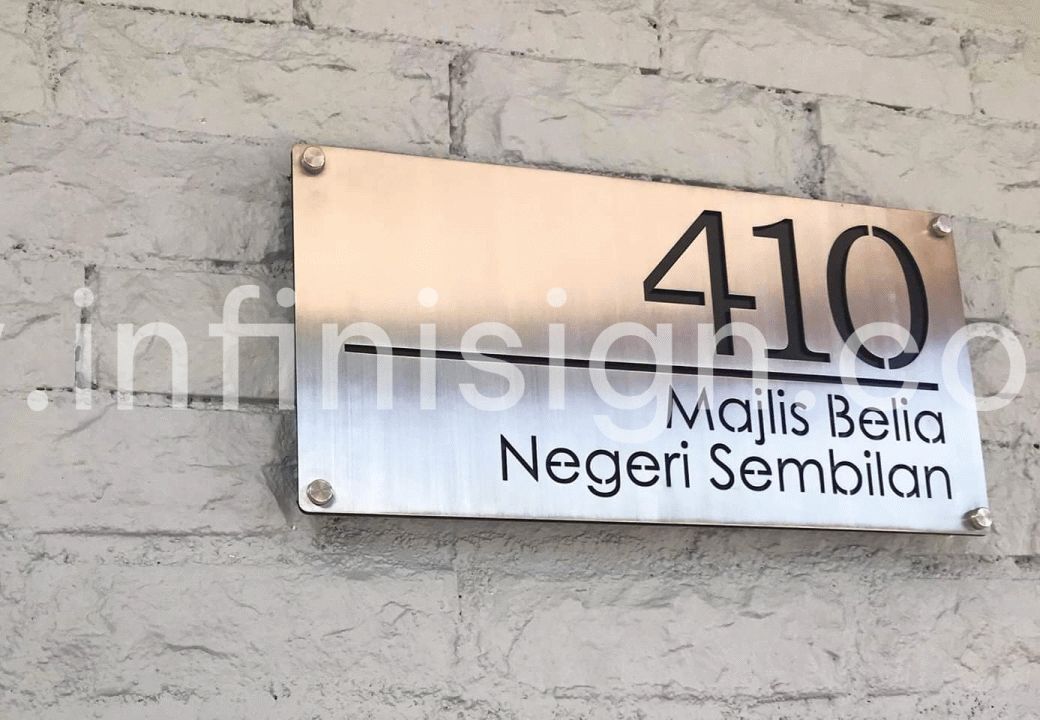 410
.infinisign.co
Majlis Belia
Negeri Sembilan